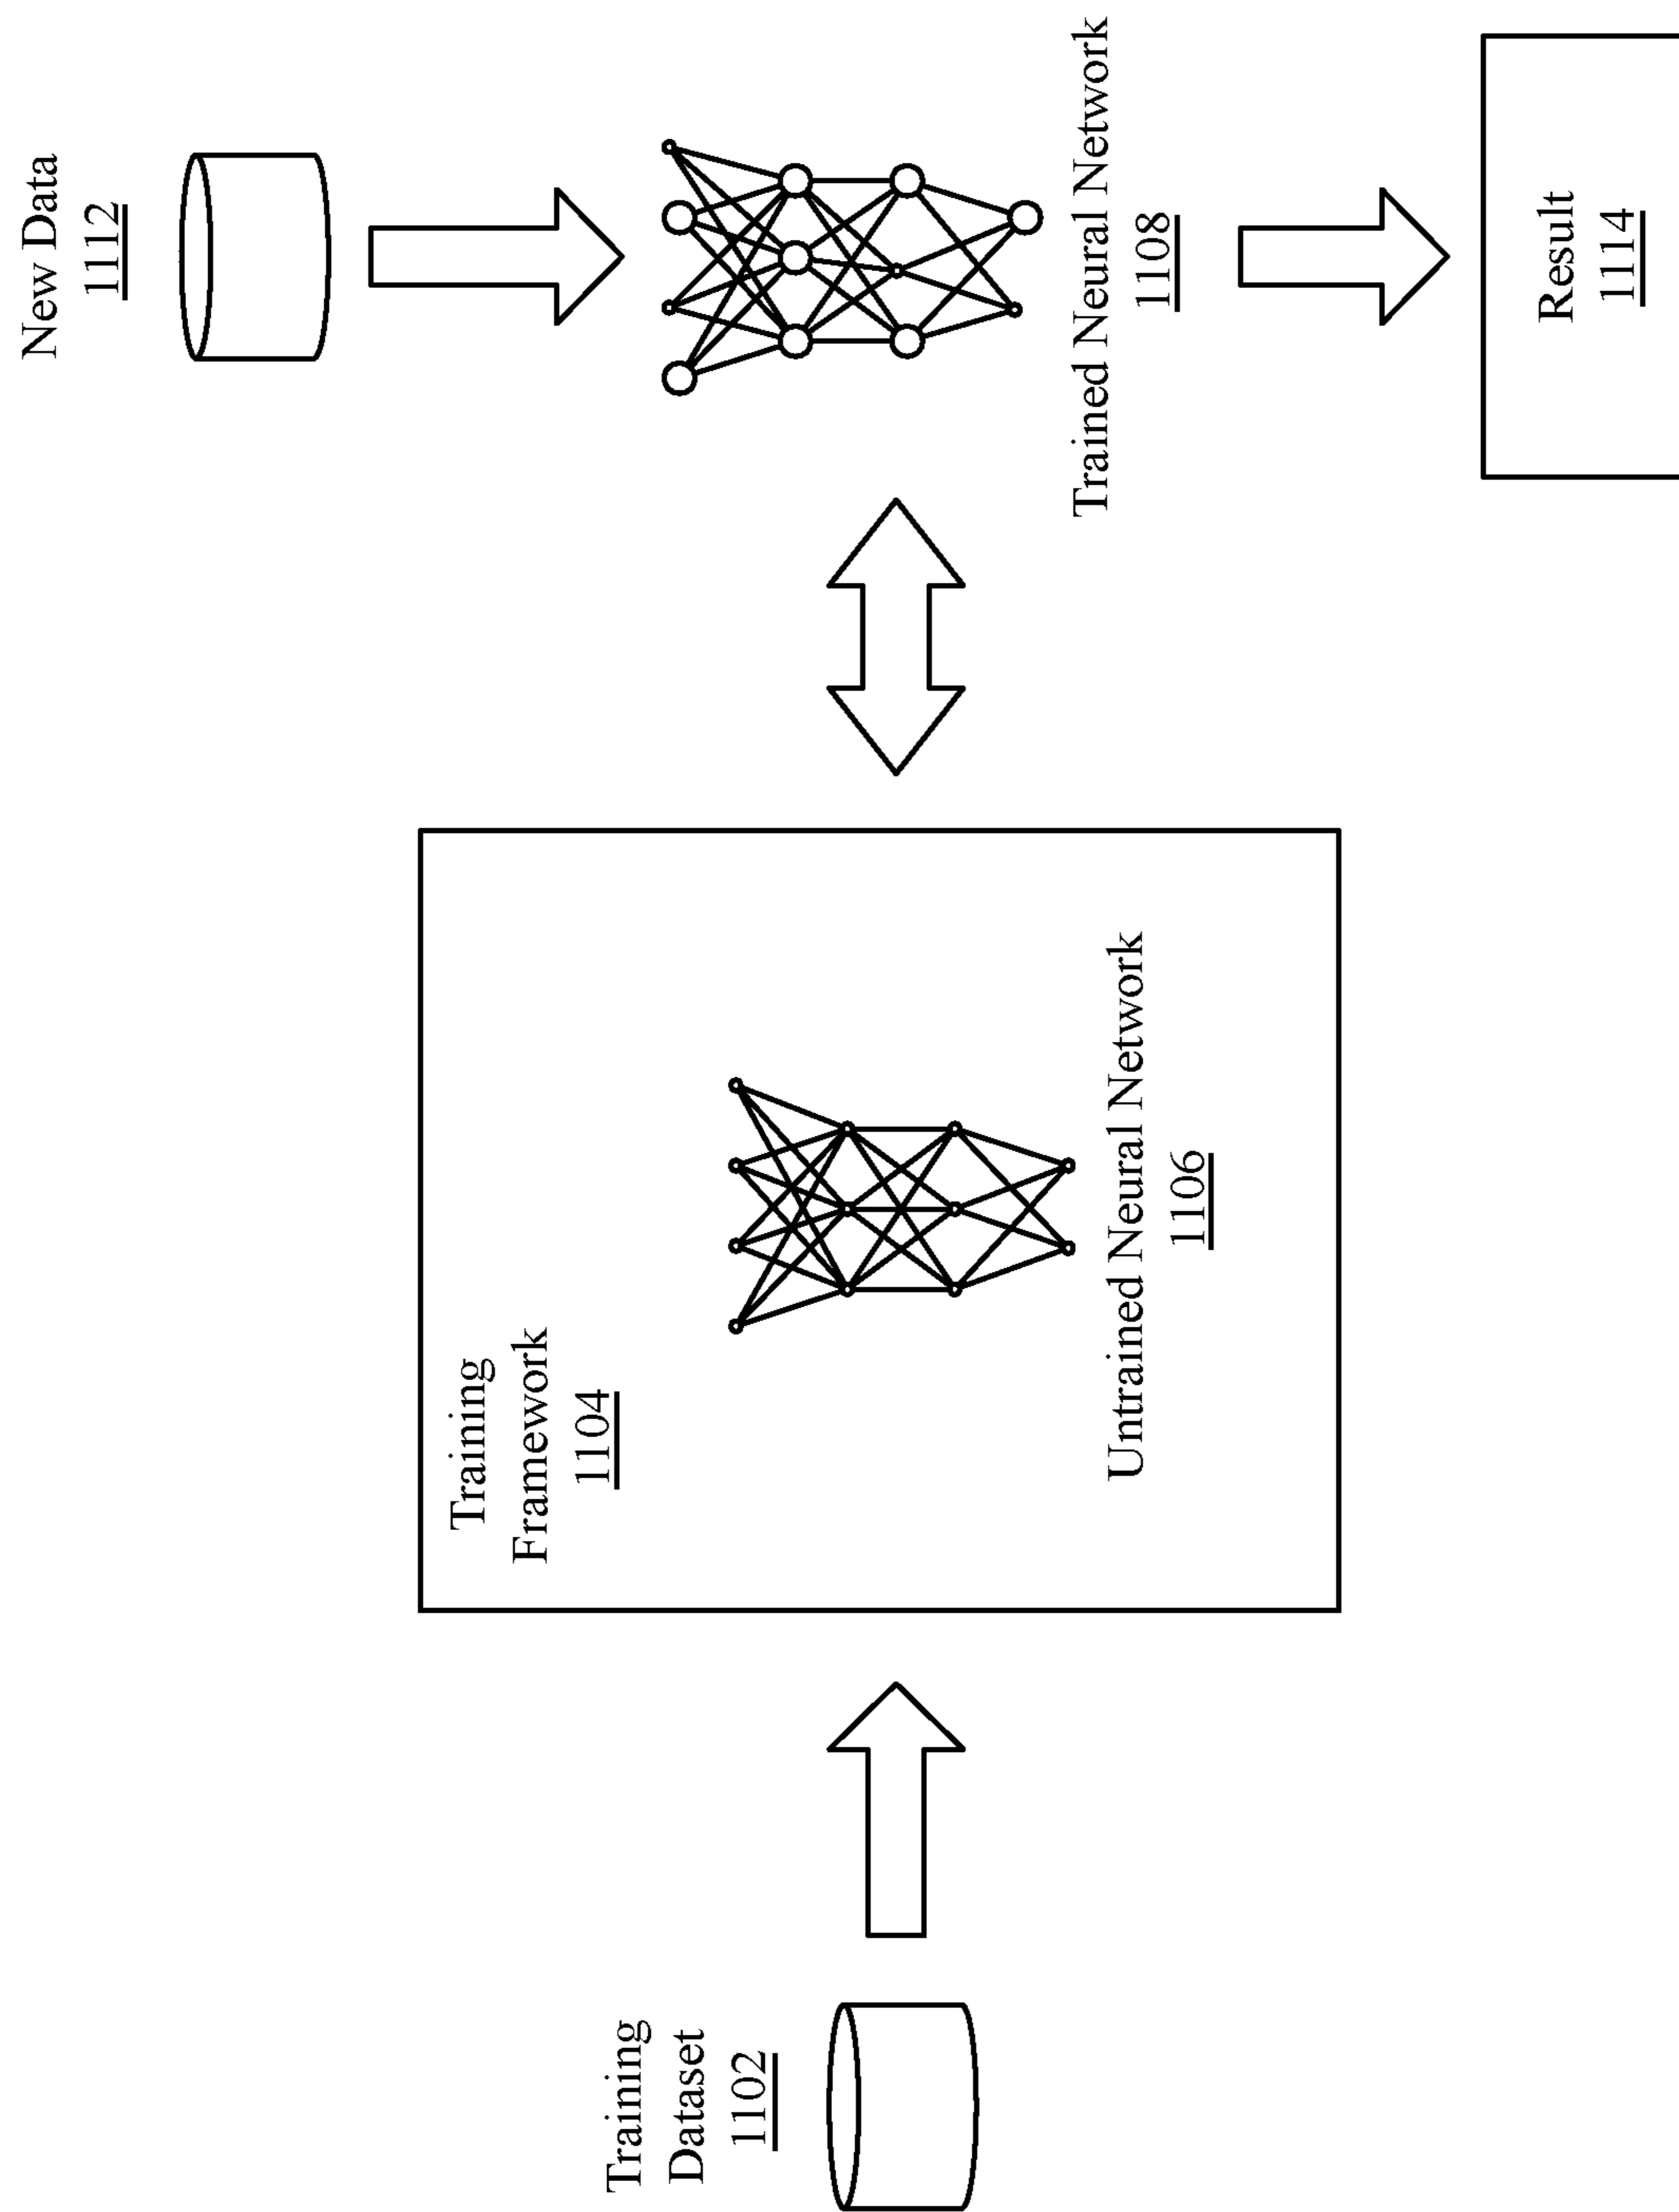 Training
Dataset
1102
Training
Framework
1104
Untrained Neural Network
1106
New Data
1112
Trained Neural Network
1108
Result
1114